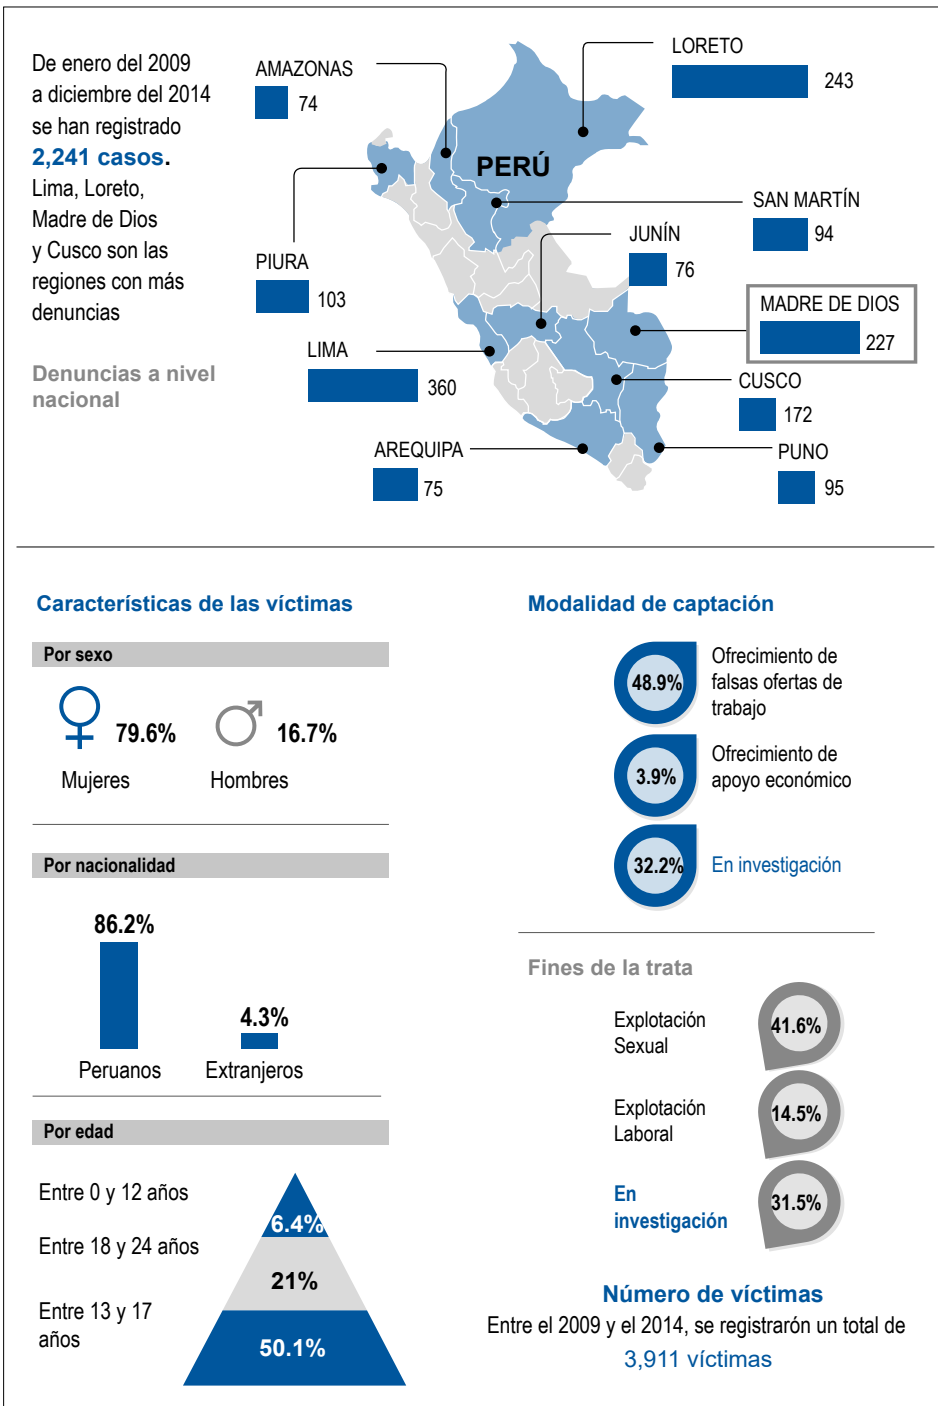 De enero del 2009
a diciembre del 2014
se han registrado
2,241 casos.
Lima, Loreto,
Madre de Dios
y Cusco son las
regiones con más
denuncias
Denuncias a nivel
nacional
PERÚ
AMAZONAS
74
LORETO
243
SAN MARTÍN
94
JUNÍN
76
PIURA
103
MADRE DE DIOS
227
LIMA
360
CUSCO
172
AREQUIPA
75
PUNO
95
Características de las víctimas
Por sexo
79.6%
Mujeres
16.7%
Hombres
Por nacionalidad
86.2%
Peruanos
4.3%
Extranjeros
Por edad
Entre 0 y 12 años
6.4%
Entre 18 y 24 años
21%
Entre 13 y 17
años
50.1%
Modalidad de captación
48.9%
Ofrecimiento de
falsas ofertas de
trabajo
3.9%
Ofrecimiento de
apoyo económico
32.2%
En investigación
Fines de la trata
Explotación
Sexual
41.6%
Explotación
Laboral
14.5%
En
investigación
31.5%
Número de víctimas
Entre el 2009 y el 2014, se registrarón un total de
3,911 víctimas